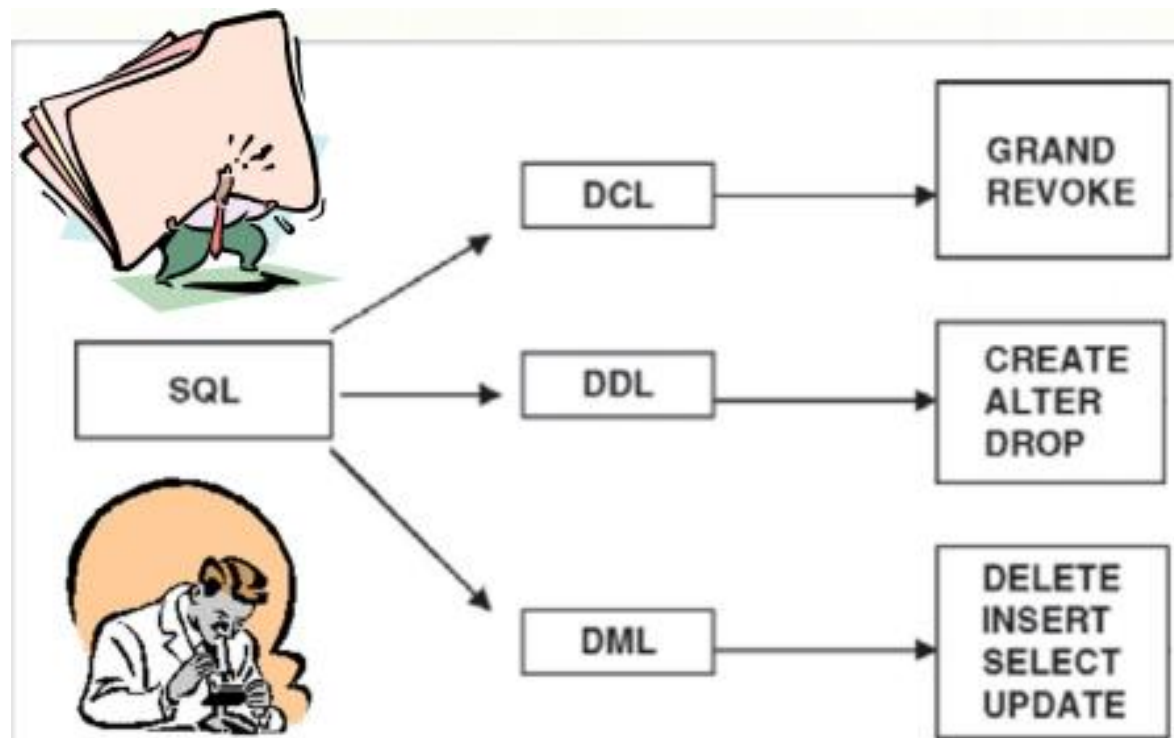 SQL
DCL
GRAND
REVOKE
DDL
CREATE
ALTER
DROP
DML
DELETE
INSERT
SELECT
UPDATE